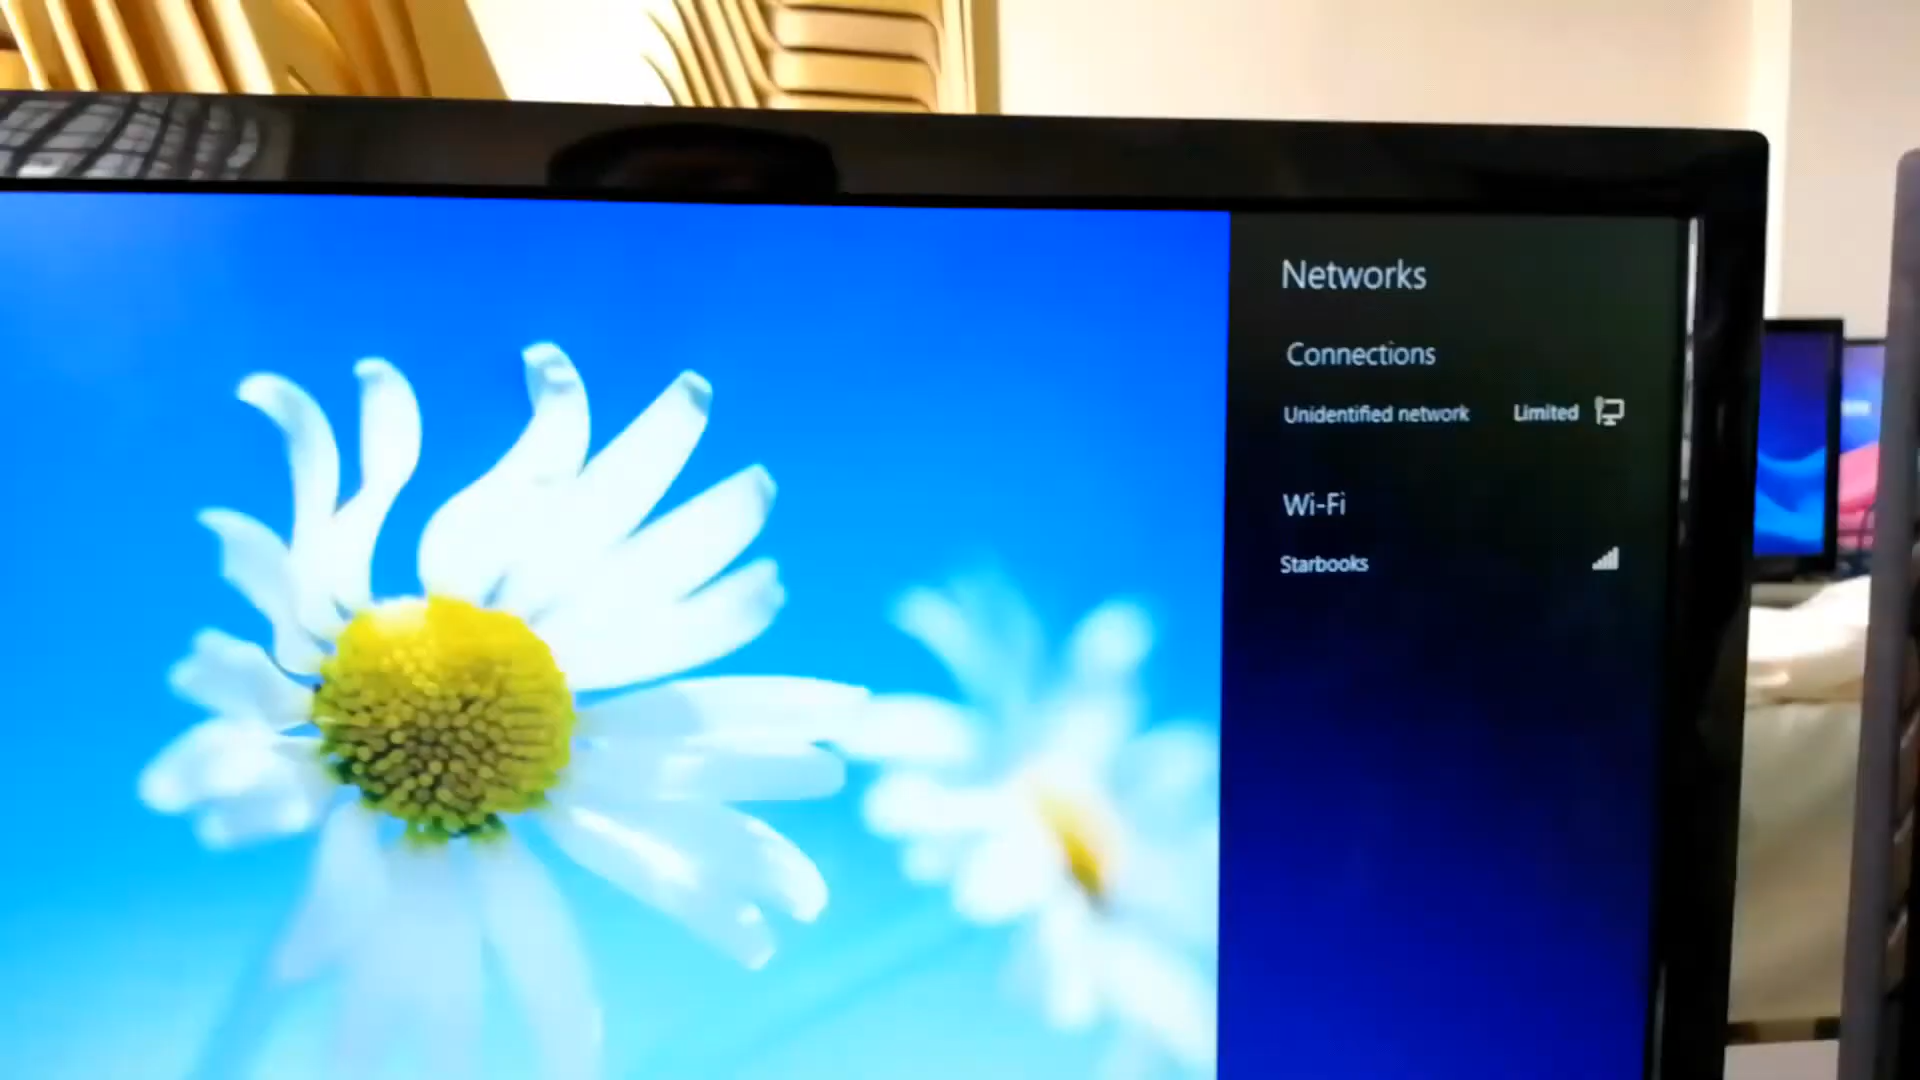 Networks
Connections
Unidentified network Limited
Wi-Fi
Starbooks